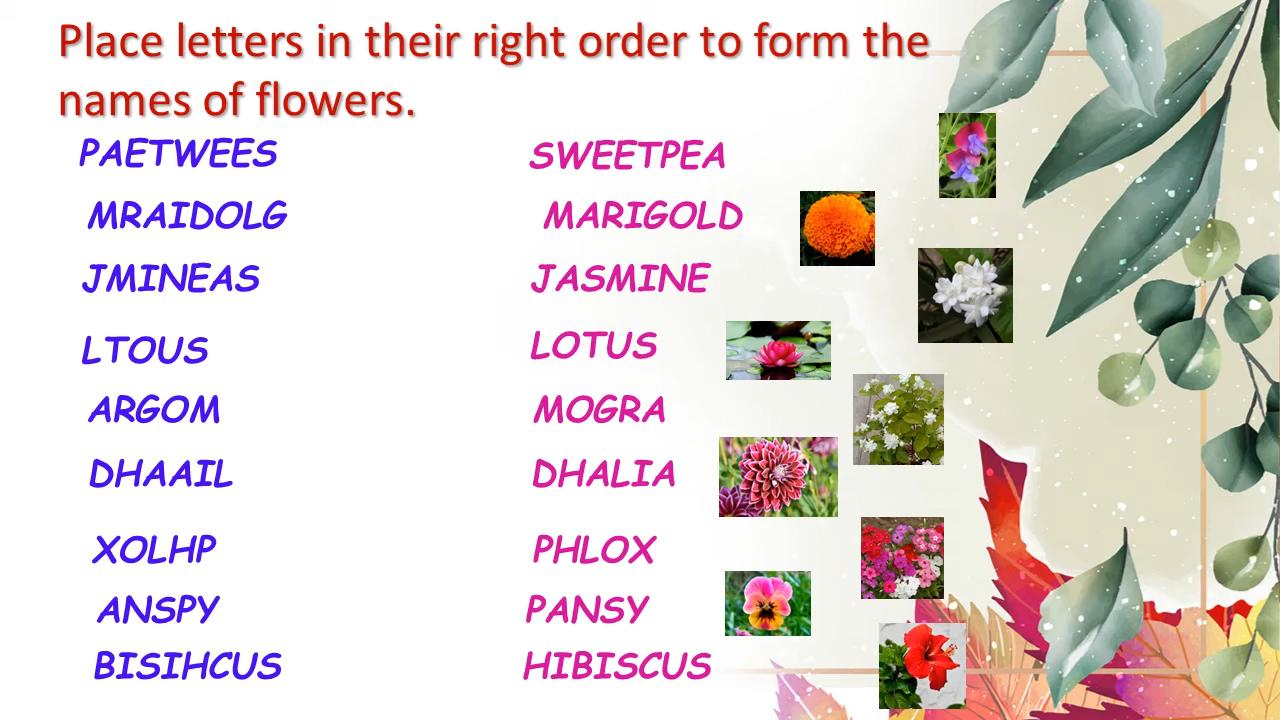 Place letters in their right order to form the
names of flowers.
PAETWEES SWEETPEA
MRAIDOLG MARIGOLD
JMINEAS JASMINE
LTOUS LOTUS
ARGOM MOGRA
DHAAIL DHALIA
XOLHP PHLOX
ANSPY PANSY
BISIHCUS HIBISCUS